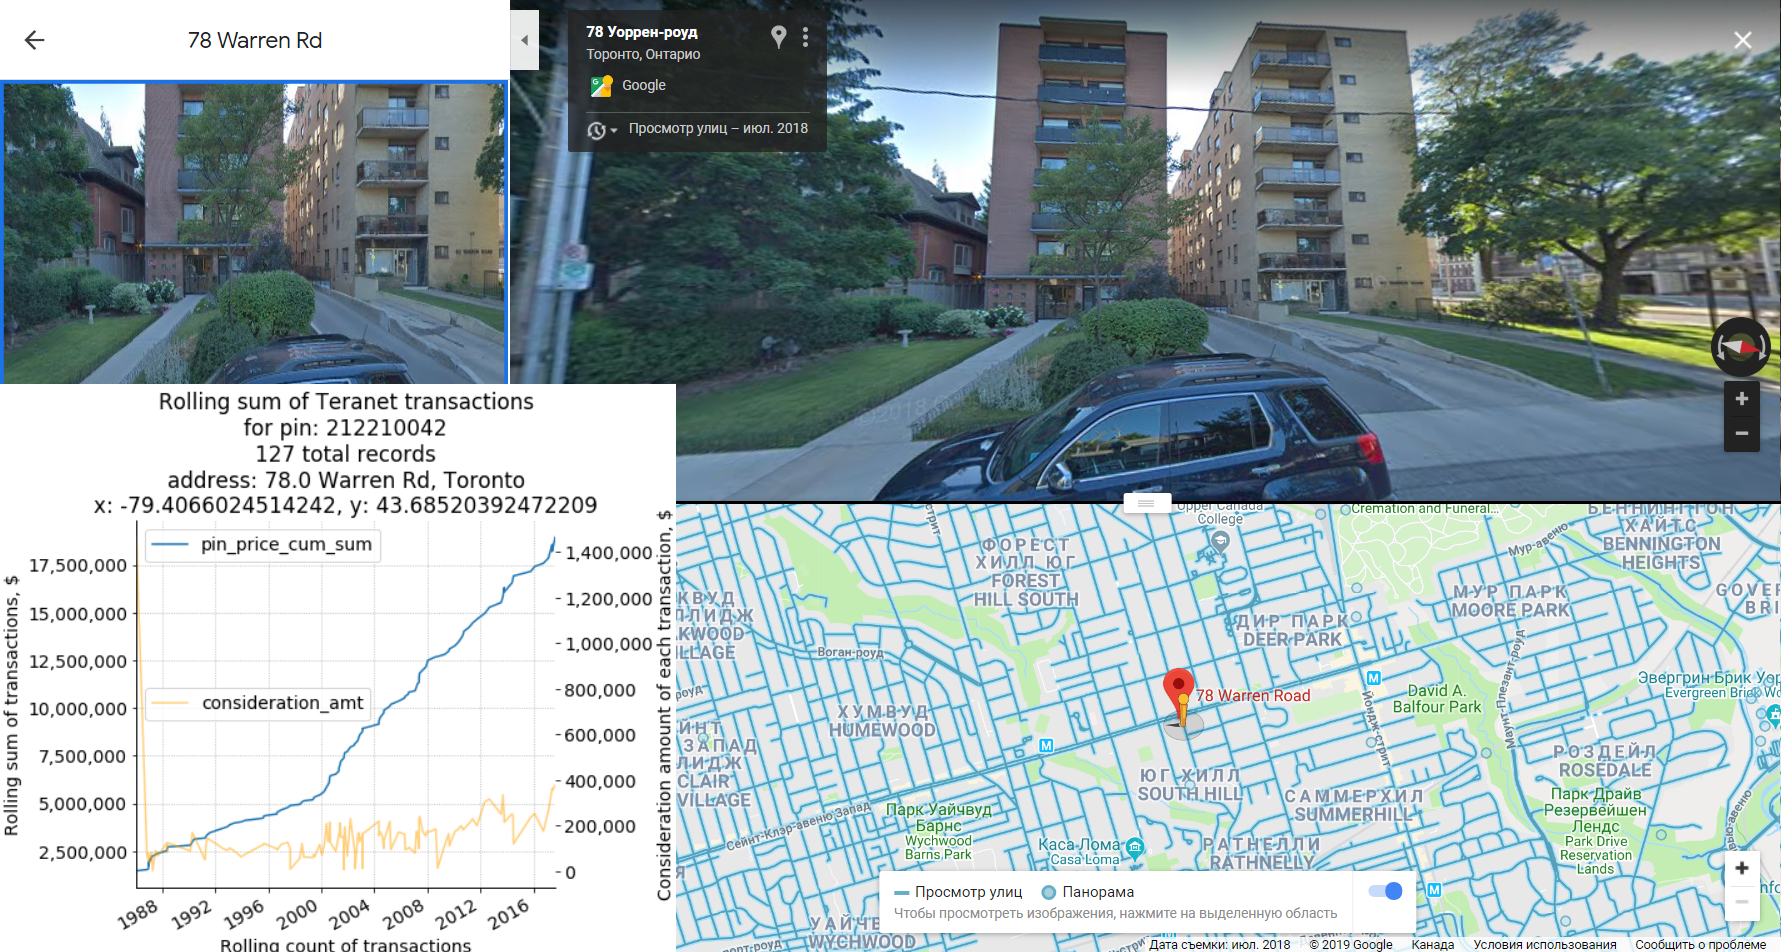 78 Warren Rd
78 Уоррен-роуд
Торонто, Онтарио
Google
Просмотр улиц – июл. 2018
Rolling sum of Teranet transactions
for pin: 212210042
127 total records
address: 78.0 Warren Rd, Toronto
x: -79.4066024514242, y: 43.68520392472209
pin_price_cum_sum
consideration_amt
Rolling sum of transactions, $
17,500,000
15,000,000
12,500,000
10,000,000
7,500,000
5,000,000
2,500,000
Consideration amount of each transaction, $
1,400,000
1,200,000
1,000,000
800,000
600,000
400,000
200,000
0
1988
1992
1996
2000
2004
2008
2012
2016
Rolling count of transactions
Upper Canada
College
Cremation and Funeral...
БЕННИНГТОН
ХАЙТС
BENNINGTON
HEIGHTS
Мур-авеню
ФОРЕСТ
ХИЛЛ ЮГ
FOREST
HILL SOUTH
МУР ПАРК
MOORE PARK
ДИР ПАРК
DEER PARK
Воган-роуд
78 Warren Road
David A.
Balfour Park
Эвергрин Брик Уор
Evergreen Brick Wo
Маунт-Плезант-роуд
Йондж-стрит
ХУМВУД
HUMEWOOD
ЗАПАД
CLAIR
VILLAGE
РОЗДЕЙЛ
ROSEDALE
ЮГ ХИЛЛ
SOUTH HILL
САММЕРХИЛ
SUMMERHILL
Парк Драйв
Резервейшен
Лендс
Park Drive
Reservation
Lands
Сейнт-Клэр-авеню Запад
Парк Уайчвуд
Барнс
Wychwood
Barns Park
Каса Лома
Casa Loma
РАТНЕЛЛИ
RATHNELLY
WYCHWOOD
Просмотр улиц
Панорама
Чтобы просмотреть изображения, нажмите на выделенную область
Дата съемки: июл. 2018 © 2019 Google Канада Условия использования Сообщить о проблеме